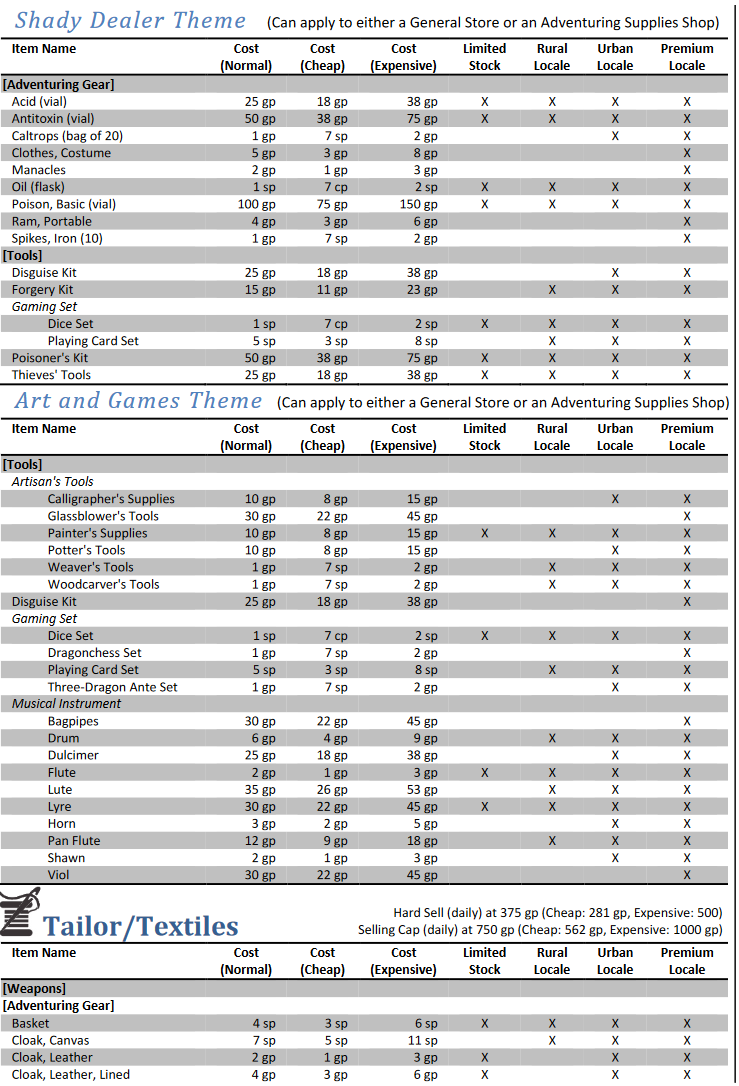 Shady Dealer Theme (Can apply to either a General Store or an Adventuring Supplies Shop)
Item Name Cost (Normal) Cost (Cheap) Cost (Expensive) Limited Stock Rural Locale Urban Locale Premium Locale
[Adventuring Gear]
Acid (vial) 25 gp 18 gp 38 gp X X X X
Antitoxin (vial) 50 gp 38 gp 75 gp X X X X
Caltrops (bag of 20) 1 gp 7 sp 2 gp X X
Clothes, Costume 5 gp 3 gp 8 gp X
Manacles 2 gp 1 gp 3 gp X
Oil (flask) 1 sp 7 cp 2 sp X X X X
Poison, Basic (vial) 100 gp 75 gp 150 gp X X X X
Ram, Portable 4 gp 3 gp 6 gp X
Spikes, Iron (10) 1 gp 7 sp 2 gp X
[Tools]
Disguise Kit 25 gp 18 gp 38 gp X X
Forgery Kit 15 gp 11 gp 23 gp X X X
Gaming Set
Dice Set 1 sp 7 cp 2 sp X X X X
Playing Card Set 5 sp 3 sp 8 sp X X X
Poisoner's Kit 50 gp 38 gp 75 gp X X X X
Thieves' Tools 25 gp 18 gp 38 gp X X X X
Art and Games Theme (Can apply to either a General Store or an Adventuring Supplies Shop)
Item Name Cost (Normal) Cost (Cheap) Cost (Expensive) Limited Stock Rural Locale Urban Locale Premium Locale
[Tools]
Artisan's Tools
Calligrapher's Supplies 10 gp 8 gp 15 gp X X
Glassblower's Tools 30 gp 22 gp 45 gp X
Painter's Supplies 10 gp 8 gp 15 gp X X X X
Potter's Tools 10 gp 8 gp 15 gp X X
Weaver's Tools 1 gp 7 sp 2 gp X X X
Woodcarver's Tools 1 gp 7 sp 2 gp X X X
Disguise Kit 25 gp 18 gp 38 gp X
Gaming Set
Dice Set 1 sp 7 cp 2 sp X X X X
Dragonchess Set 1 gp 7 sp 2 gp X
Playing Card Set 5 sp 3 sp 8 sp X X X
Three-Dragon Ante Set 1 gp 7 sp 2 gp X X
Musical Instrument
Bagpipes 30 gp 22 gp 45 gp X
Drum 6 gp 4 gp 9 gp X X X
Dulcimer 25 gp 18 gp 38 gp X X
Flute 2 gp 1 gp 3 gp X X X X
Lute 35 gp 26 gp 53 gp X X X
Lyre 30 gp 22 gp 45 gp X X X X
Horn 3 gp 2 gp 5 gp X X
Pan Flute 12 gp 9 gp 18 gp X X X
Shawn 2 gp 1 gp 3 gp X X
Viol 30 gp 22 gp 45 gp X
Hard Sell (daily) at 375 gp (Cheap: 281 gp, Expensive: 500)
Tailor/Textiles Selling Cap (daily) at 750 gp (Cheap: 562 gp, Expensive: 1000 gp)
Item Name Cost (Normal) Cost (Cheap) Cost (Expensive) Limited Stock Rural Locale Urban Locale Premium Locale
[Weapons]
[Adventuring Gear]
Basket 4 sp 3 sp 6 sp X X X X
Cloak, Canvas 7 sp 5 sp 11 sp X X X
Cloak, Leather 2 gp 1 gp 3 gp X X X
Cloak, Leather, Lined 4 gp 3 gp 6 gp X X X